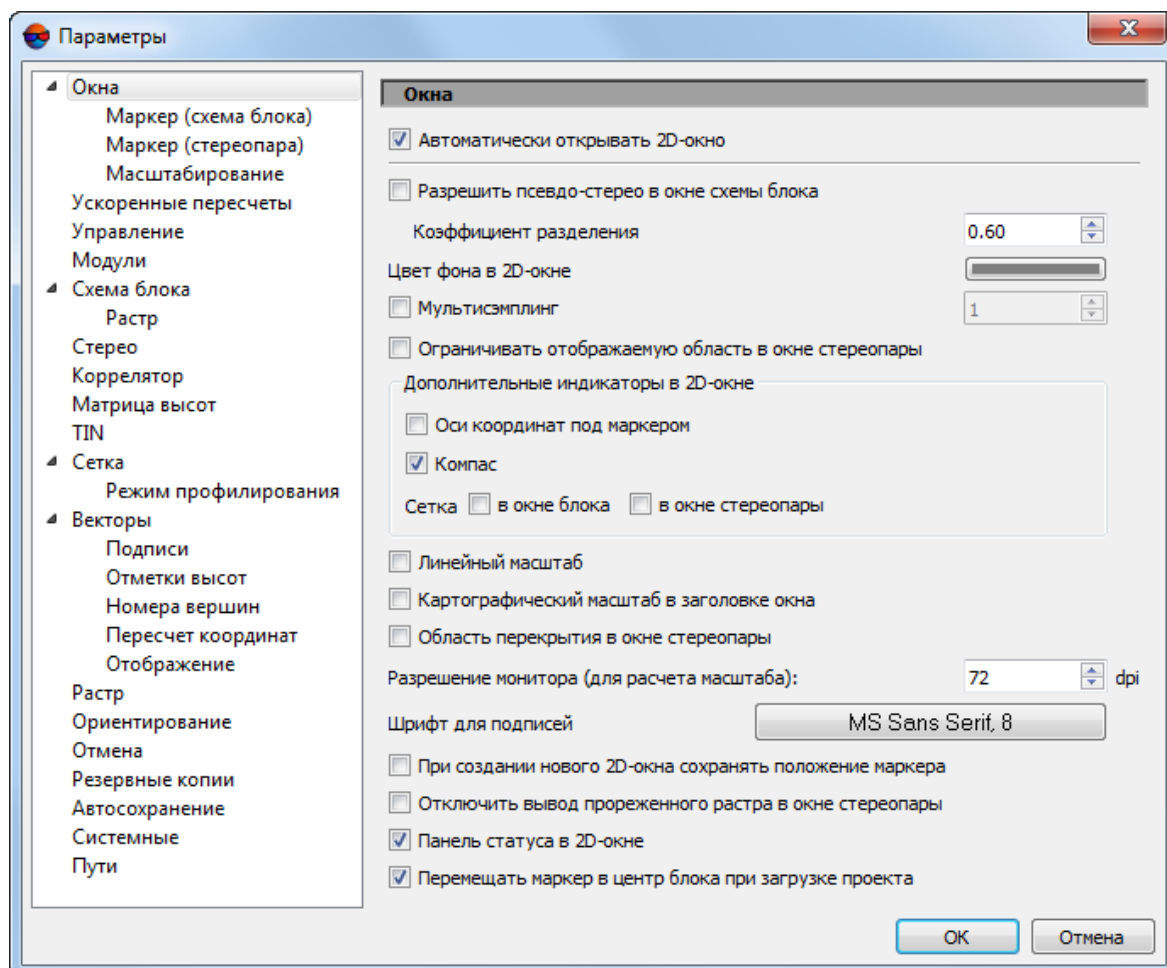 Параметры
Окна
Маркер (схема блока)
Маркер (стереопара)
Масштабирование
Ускоренные пересчеты
Управление
Модули
Схема блока
Растр
Стерео
Коррелятор
Матрица высот
TIN
Сетка
Режим профилирования
Векторы
Подписи
Отметки высот
Номера вершин
Пересчет координат
Отображение
Растр
Ориентирование
Отмена
Резервные копии
Автосохранение
Системные
Пути
Окна
Автоматически открывать 2D-окно
Разрешить псевдо-стерео в окне схемы блока
Коэффициент разделения 0.60
Цвет фона в 2D-окне
Мультисэмплинг 1
Ограничивать отображаемую область в окне стереопары
Дополнительные индикаторы в 2D-окне
Оси координат под маркером
Компас
Сетка в окне блока в окне стереопары
Линейный масштаб
Картографический масштаб в заголовке окна
Область перекрытия в окне стереопары
Разрешение монитора (для расчета масштаба): 72 dpi
Шрифт для подписей MS Sans Serif, 8
При создании нового 2D-окна сохранять положение маркера
Отключить вывод прореженного растра в окне стереопары
Панель статуса в 2D-окне
Перемещать маркер в центр блока при загрузке проекта
OK Отмена